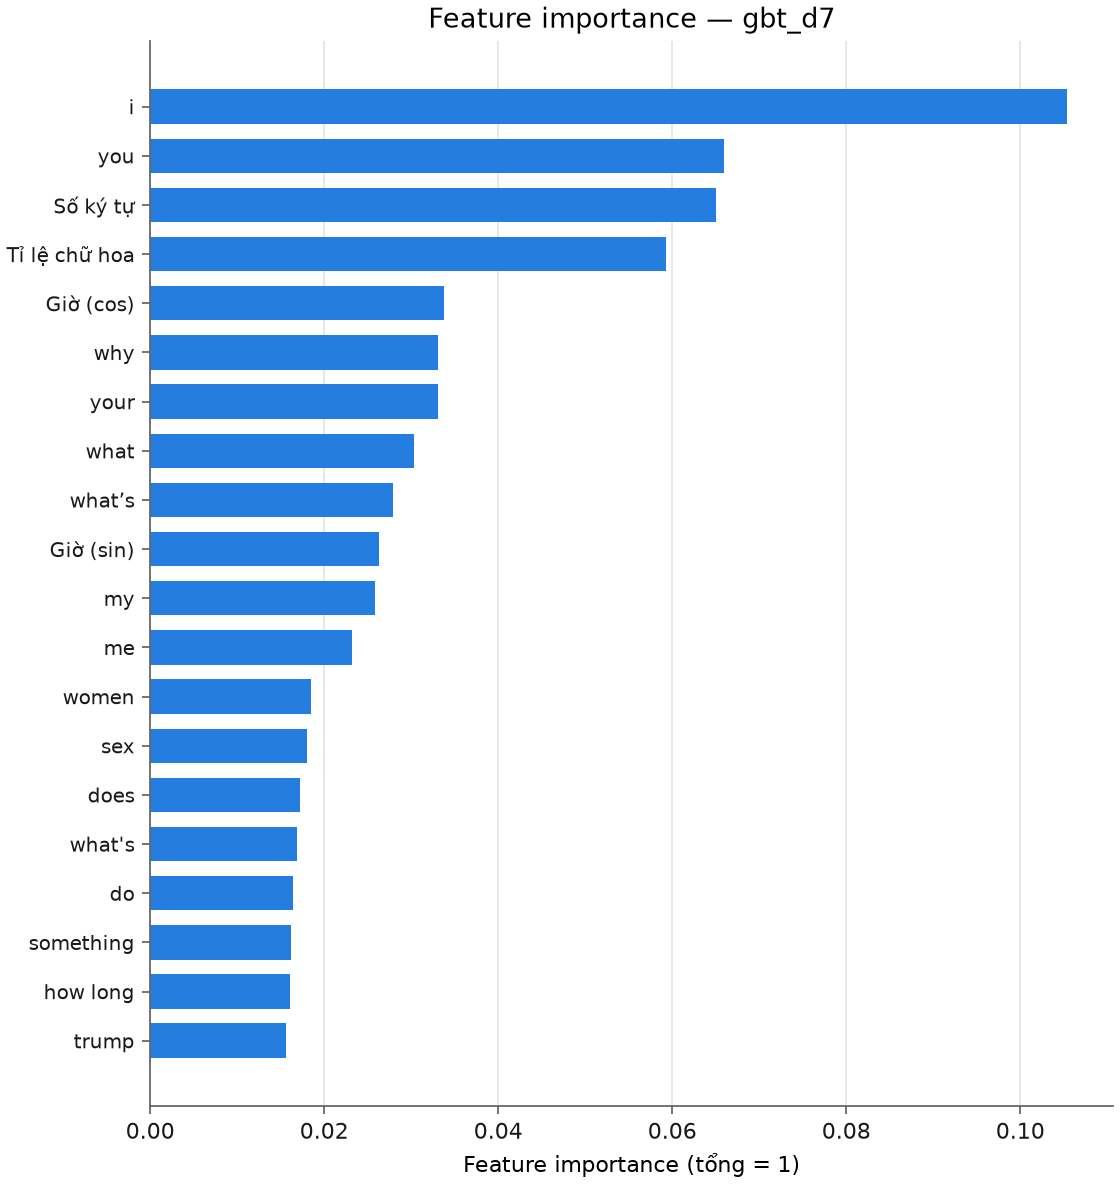 Feature importance — gbt_d7
i
you
Số ký tự
Tỉ lệ chữ hoa
Giờ (cos)
why
your
what
what’s
Giờ (sin)
my
me
women
sex
does
what's
do
something
how long
trump
0.00 0.02 0.04 0.06 0.08 0.10
Feature importance (tổng = 1)